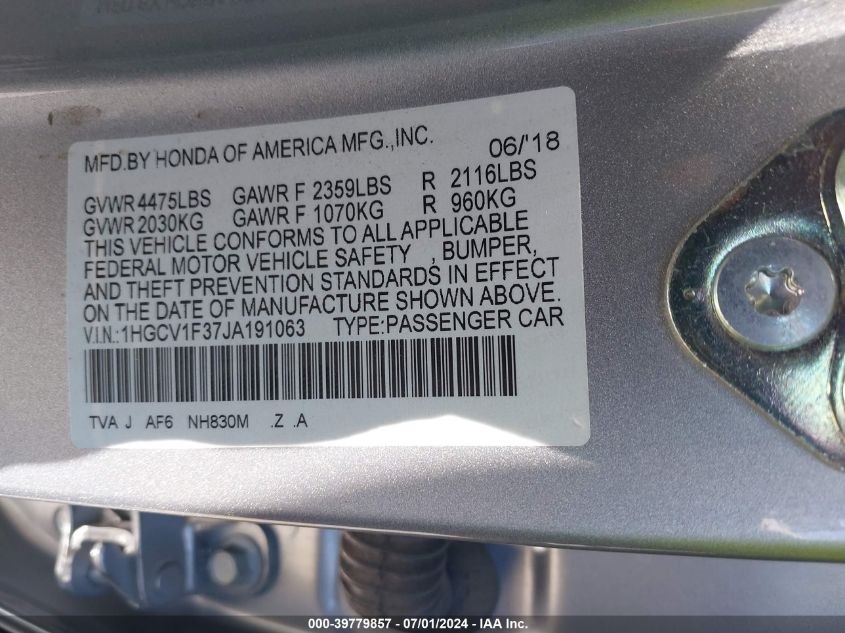 MFD.BY HONDA OF AMERICA MFG.,INC. 06/'18
GVWR 4475LBS GAWR F 2359LBS R 2116LBS
GVWR 2030KG GAWR F 1070KG R 960KG
THIS VEHICLE CONFORMS TO ALL APPLICABLE
FEDERAL MOTOR VEHICLE SAFETY , BUMPER,
AND THEFT PREVENTION STANDARDS IN EFFECT
ON THE DATE OF MANUFACTURE SHOWN ABOVE.
V.I.N.:1HGCV1F37JA191063 TYPE:PASSENGER CAR
TVA J AF6 NH830M .Z .A
000-39779857 - 07/01/2024 - IAA Inc.